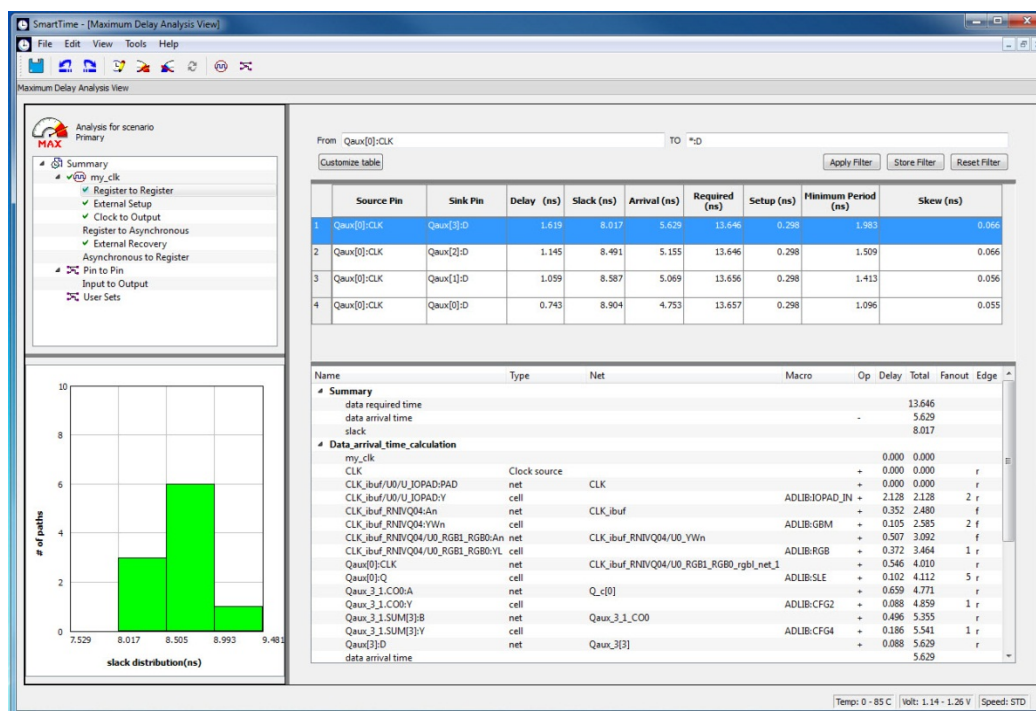 SmartTime - [Maximum Delay Analysis View]
File Edit View Tools Help
Maximum Delay Analysis View
MAX
Analysis for scenario
Primary
Summary
my_clk
Register to Register
External Setup
Clock to Output
Register to Asynchronous
External Recovery
Asynchronous to Register
Pin to Pin
Input to Output
User Sets
From Qaux[0]:CLK TO *:D
Customize table Apply Filter Store Filter Reset Filter
Source Pin Sink Pin Delay (ns) Slack (ns) Arrival (ns) Required (ns) Setup (ns) Minimum Period (ns) Skew (ns)
1 Qaux[0]:CLK Qaux[3]:D 1.619 8.017 5.629 13.646 0.298 1.983 0.066
2 Qaux[0]:CLK Qaux[2]:D 1.145 8.491 5.155 13.646 0.298 1.509 0.066
3 Qaux[0]:CLK Qaux[1]:D 1.059 8.587 5.069 13.656 0.298 1.413 0.056
4 Qaux[0]:CLK Qaux[0]:D 0.743 8.904 4.753 13.657 0.298 1.096 0.055
# of paths
10
8
6
4
2
0
7.529 8.017 8.505 8.993 9.481
slack distribution(ns)
Name Type Net Macro Op Delay Total Fanout Edge
Summary
data required time 13.646
data arrival time - 5.629
slack 8.017
Data_arrival_time_calculation
my_clk 0.000 0.000
CLK Clock source + 0.000 0.000 r
CLK_ibuf/U0/U_IOPAD:PAD net CLK + 0.000 0.000 r
CLK_ibuf/U0/U_IOPAD:Y cell ADLIB:IOPAD_IN + 2.128 2.128 2 r
CLK_ibuf_RNIVQ04:An net CLK_ibuf + 0.352 2.480 f
CLK_ibuf_RNIVQ04:YWn cell ADLIB:GBM + 0.105 2.585 2 f
CLK_ibuf_RNIVQ04/U0_RGB1_RGB0:An net CLK_ibuf_RNIVQ04/U0_YWn + 0.507 3.092 f
CLK_ibuf_RNIVQ04/U0_RGB1_RGB0:YL cell ADLIB:RGB + 0.372 3.464 1 r
Qaux[0]:CLK net CLK_ibuf_RNIVQ04/U0_RGB1_RGB0_rgbl_net_1 + 0.546 4.010 r
Qaux[0]:Q cell ADLIB:SLE + 0.102 4.112 5 r
Qaux_3_1.CO0:A net Q_c[0] + 0.659 4.771 r
Qaux_3_1.CO0:Y cell ADLIB:CFG2 + 0.088 4.859 1 r
Qaux_3_1.SUM[3]:B net Qaux_3_1_CO0 + 0.496 5.355 r
Qaux_3_1.SUM[3]:Y cell ADLIB:CFG4 + 0.186 5.541 1 r
Qaux[3]:D net Qaux_3[3] + 0.088 5.629 r
data arrival time 5.629
Temp: 0 - 85 C Volt: 1.14 - 1.26 V Speed: STD